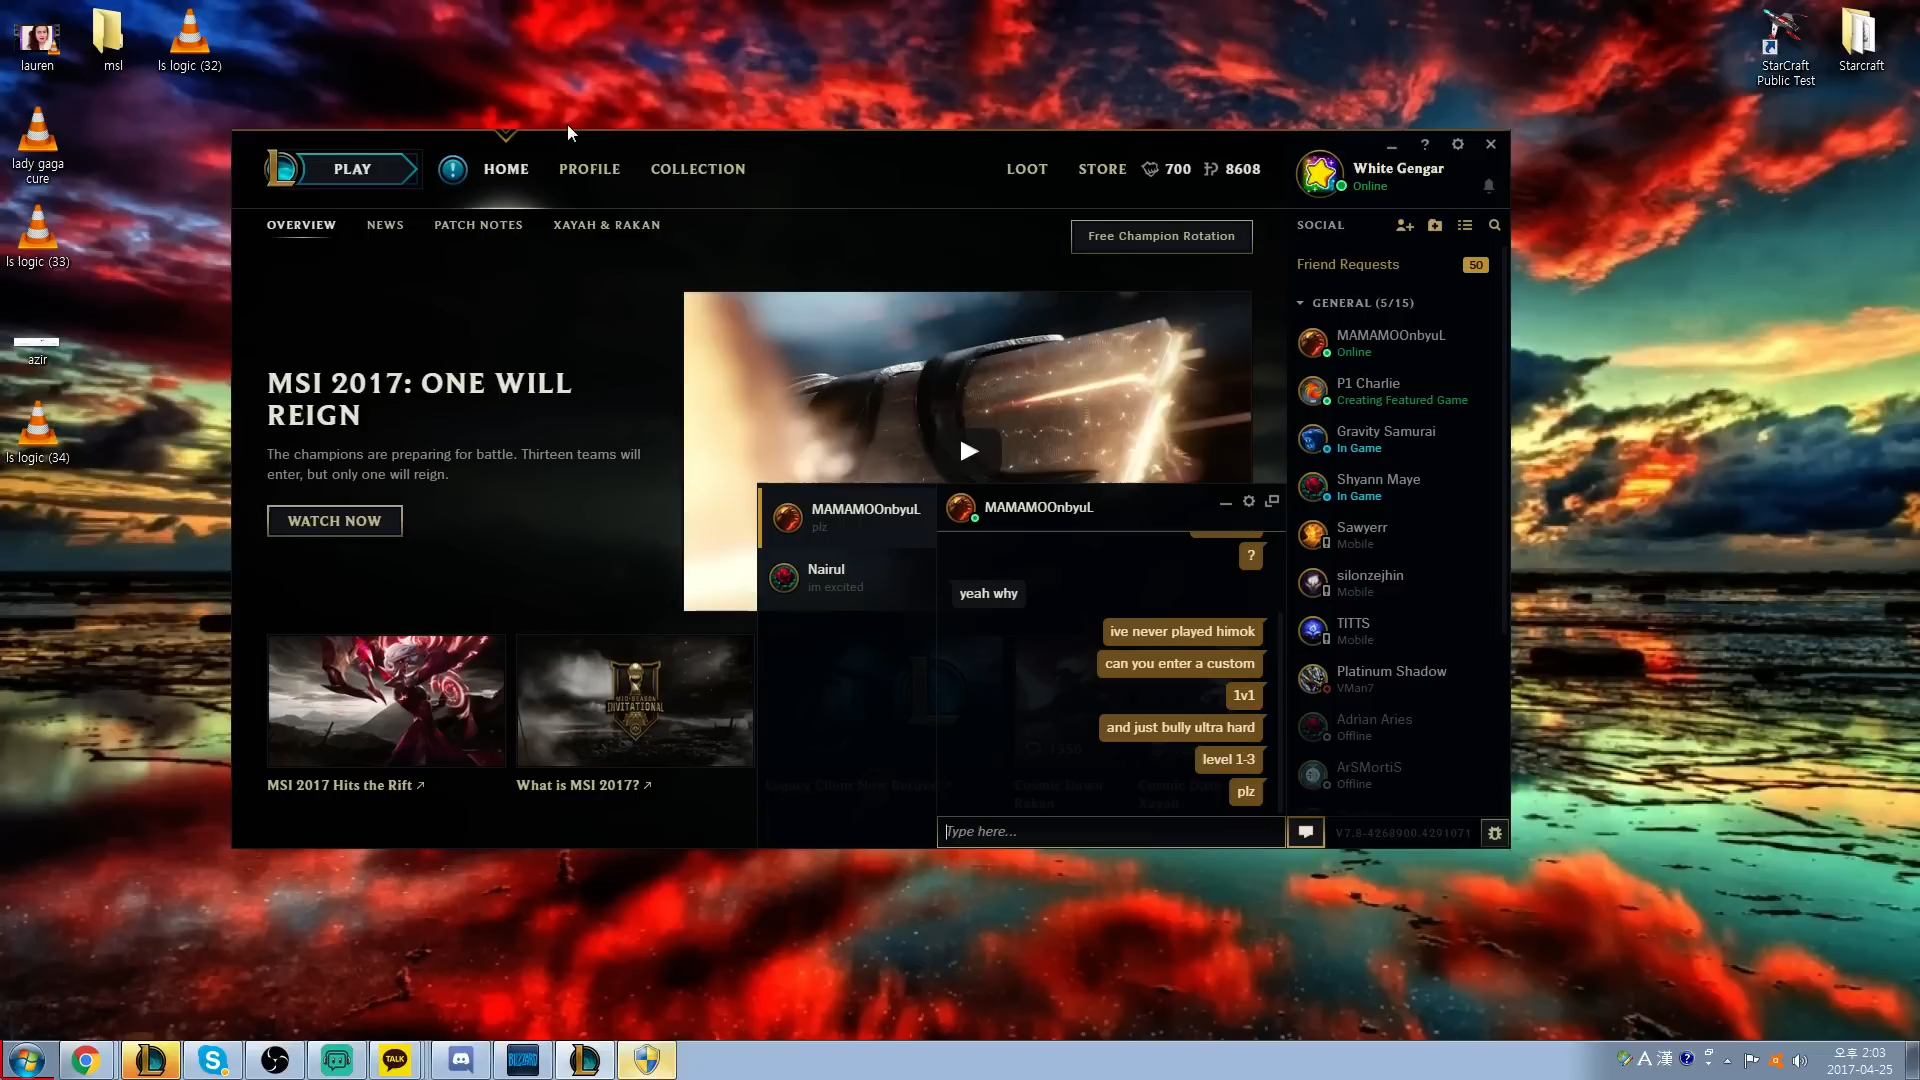 lauren
msl
ls logic (32)
StarCraft
Public Test
Starcraft
lady gaga
cure
ls logic (33)
azir
ls logic (34)
PLAY
HOME
PROFILE
COLLECTION
LOOT
STORE
700
8608
White Gengar
Online
OVERVIEW
NEWS
PATCH NOTES
XAYAH & RAKAN
Free Champion Rotation
SOCIAL
Friend Requests
50
GENERAL (5/15)
MAMAMOOnbyuL
Online
P1 Charlie
Creating Featured Game
Gravity Samurai
In Game
Shyann Maye
In Game
Sawyerr
Mobile
silonzejhin
Mobile
TITTS
Mobile
Platinum Shadow
VMan7
Adrian Aries
Offline
ArSMortiS
Offline
MSI 2017: ONE WILL
REIGN
The champions are preparing for battle. Thirteen teams will
enter, but only one will reign.
WATCH NOW
MID-SEASON
INVITATIONAL
MSI 2017 Hits the Rift
What is MSI 2017?
MAMAMOOnbyuL
plz
Nairul
im excited
MAMAMOOnbyuL
?
yeah why
ive never played himok
can you enter a custom
1v1
and just bully ultra hard
level 1-3
plz
1350
Cosmic Dawn
Rakan
Xayah
Type here...
V7.8-4268900.4291071
TALK
BLIZZARD
A 漢
오후 2:03
2017-04-25